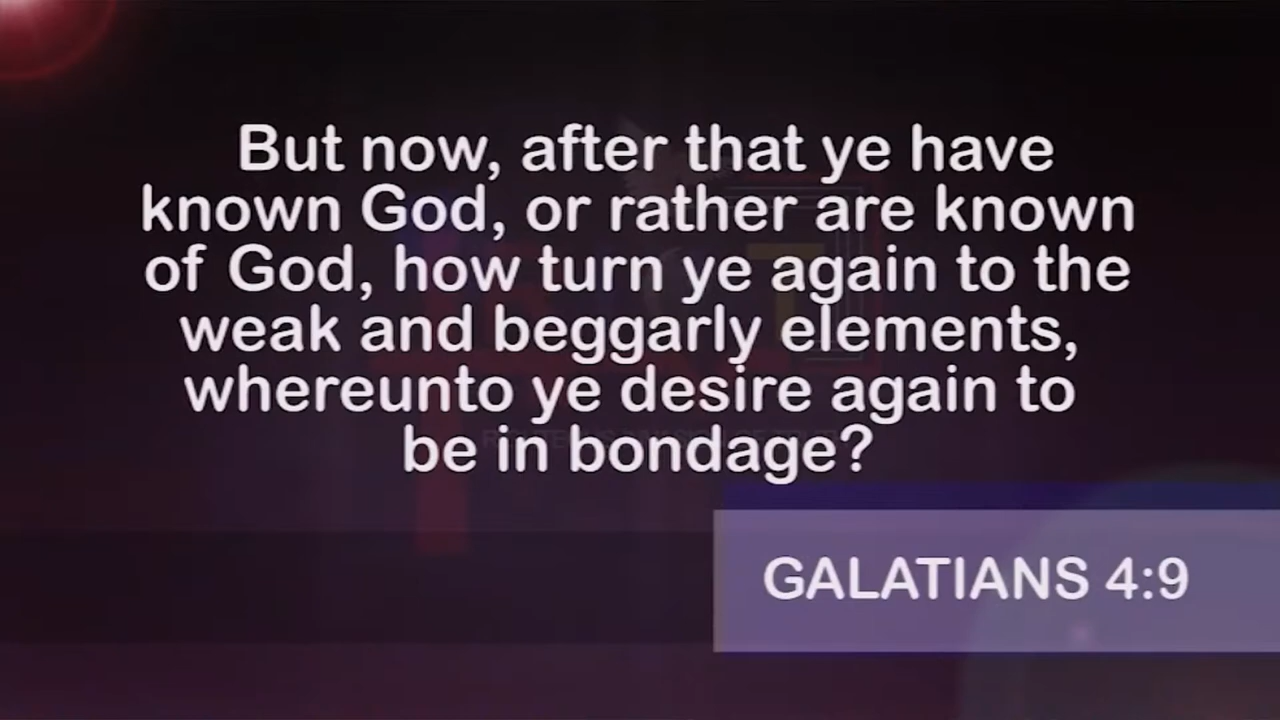 But now, after that ye have
known God, or rather are known
of God, how turn ye again to the
weak and beggarly elements,
whereunto ye desire again to
be in bondage?
GALATIANS 4:9